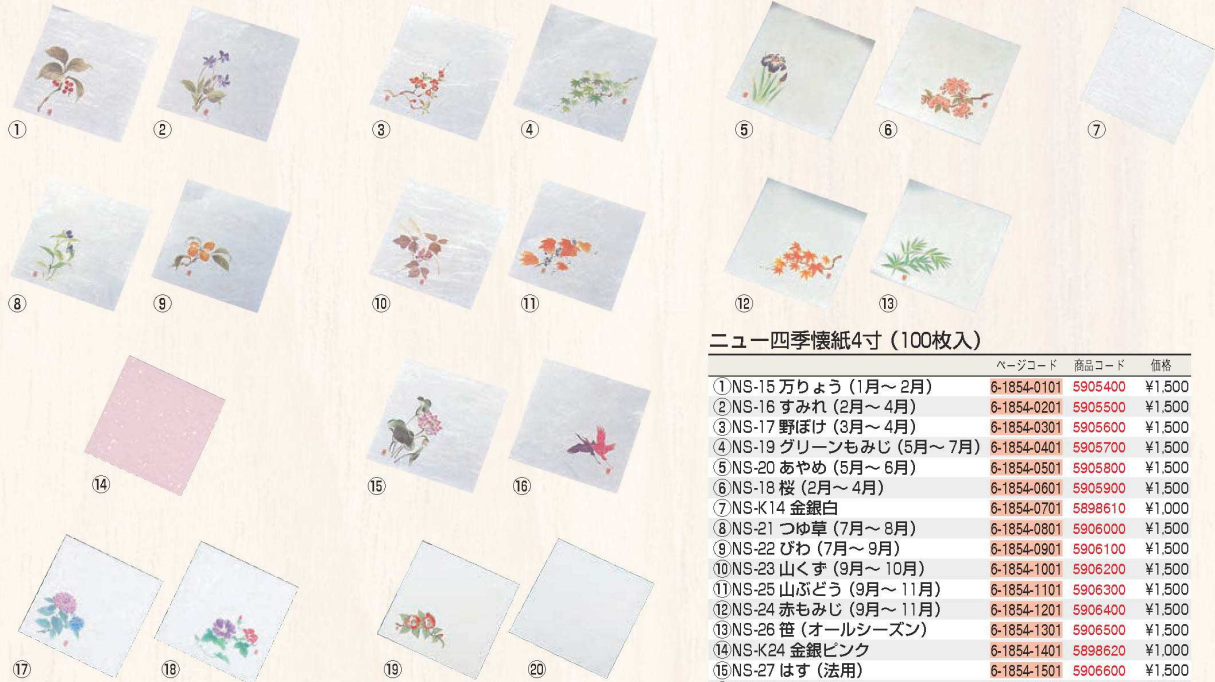 ① ② ③ ④ ⑤ ⑥ ⑦
⑧ ⑨ ⑩ ⑪ ⑫ ⑬
⑭ ⑮ ⑯
⑰ ⑱ ⑲ ⑳
ニュー四季懐紙4寸（100枚入）
ページコード 商品コード 価格
①NS-15 万りょう（1月～2月） 6-1854-0101 5905400 ¥1,500
②NS-16 すみれ（2月～4月） 6-1854-0201 5905500 ¥1,500
③NS-17 野ぼけ（3月～4月） 6-1854-0301 5905600 ¥1,500
④NS-19 グリーンもみじ（5月～7月） 6-1854-0401 5905700 ¥1,500
⑤NS-20 あやめ（5月～6月） 6-1854-0501 5905800 ¥1,500
⑥NS-18 桜（2月～4月） 6-1854-0601 5905900 ¥1,500
⑦NS-K14 金銀白 6-1854-0701 5898610 ¥1,000
⑧NS-21 つゆ草（7月～8月） 6-1854-0801 5906000 ¥1,500
⑨NS-22 びわ（7月～9月） 6-1854-0901 5906100 ¥1,500
⑩NS-23 山くず（9月～10月） 6-1854-1001 5906200 ¥1,500
⑪NS-25 山ぶどう（9月～11月） 6-1854-1101 5906300 ¥1,500
⑫NS-24 赤もみじ（9月～11月） 6-1854-1201 5906400 ¥1,500
⑬NS-26 笹（オールシーズン） 6-1854-1301 5906500 ¥1,500
⑭NS-K24 金銀ピンク 6-1854-1401 5898620 ¥1,000
⑮NS-27 はす（法用） 6-1854-1501 5906600 ¥1,500